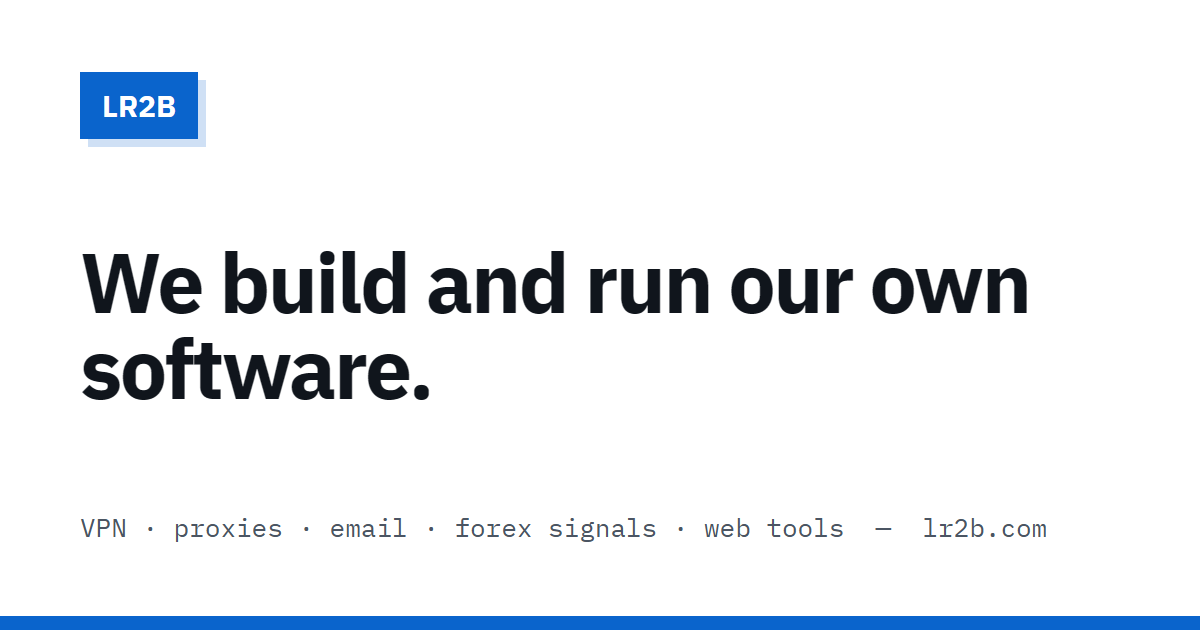 LR2B
We build and run our own
software.
VPN · proxies · email · forex signals · web tools — lr2b.com